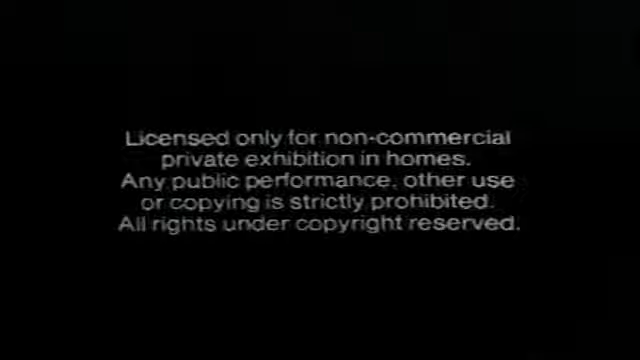 Licensed only for non-commercial
private exhibition in homes.
Any public performance, other use
or copying is strictly prohibited.
All rights under copyright reserved.